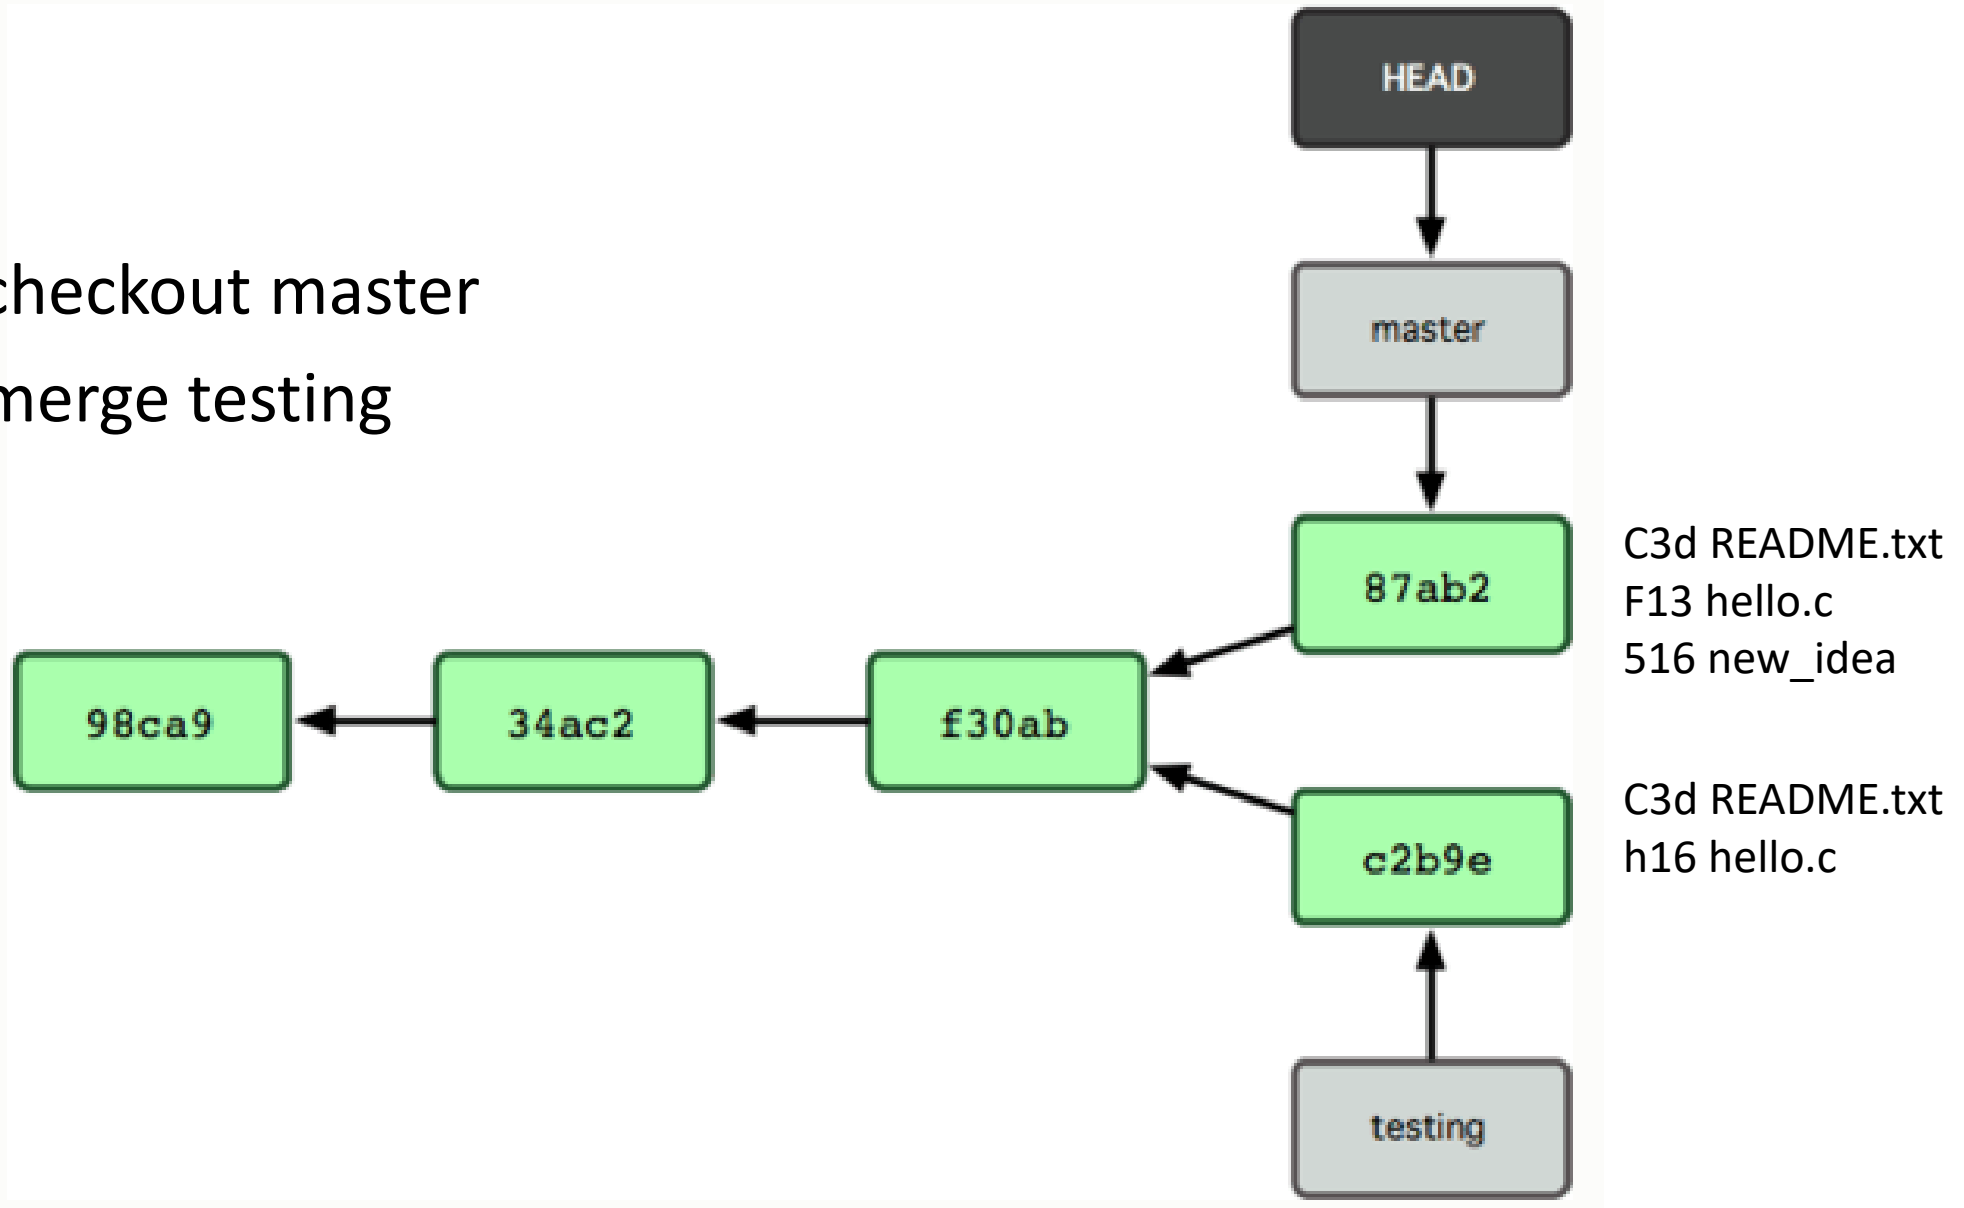 HEAD
checkout master
master
merge testing
87ab2
C3d README.txt
F13 hello.c
516 new_idea
98ca9
34ac2
f30ab
c2b9e
C3d README.txt
h16 hello.c
testing